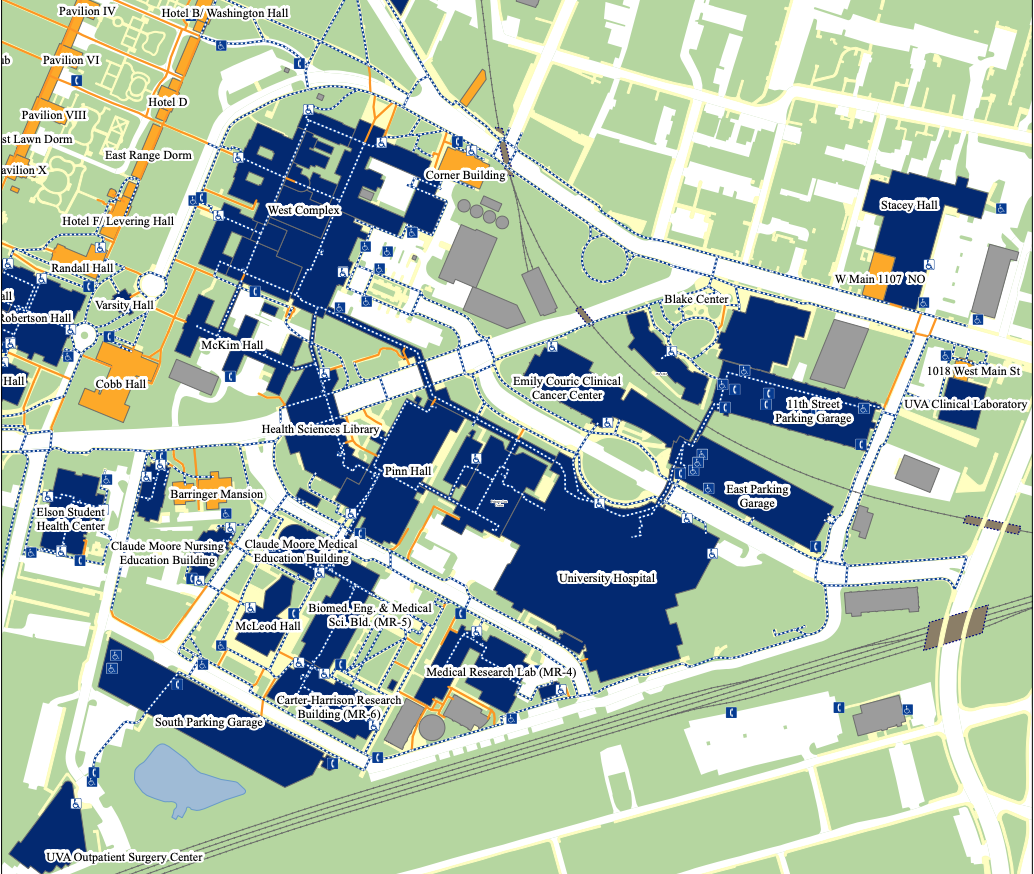 Pavilion IV
Hotel B/ Washington Hall
ub
Pavilion VI
Hotel D
Pavilion VIII
st Lawn Dorm
East Range Dorm
avilion X
Corner Building
Stacey Hall
West Complex
Hotel F/ Levering Hall
Randall Hall
W Main 1107 NO
all
Varsity Hall
Blake Center
Robertson Hall
McKim Hall
1018 West Main St
Hall
Cobb Hall
Emily Couric Clinical
Cancer Center
11th Street
Parking Garage
UVA Clinical Laboratory
Health Sciences Library
Pinn Hall
Barringer Mansion
East Parking
Garage
Elson Student
Health Center
Claude Moore Nursing
Education Building
Claude Moore Medical
Education Building
University Hospital
Biomed. Eng. & Medical
Sci. Bld. (MR-5)
McLeod Hall
Medical Research Lab (MR-4)
Carter-Harrison Research
Building (MR-6)
South Parking Garage
UVA Outpatient Surgery Center